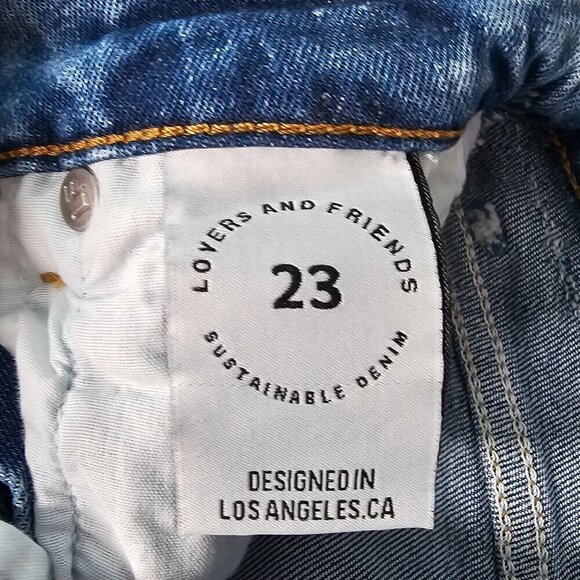 LOVERS AND FRIENDS
23
SUSTAINABLE DENIM
DESIGNED IN
LOS ANGELES.CA